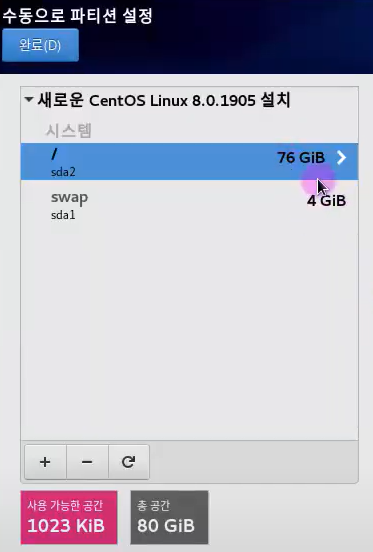 수동으로 파티션 설정
완료(D)
새로운 CentOS Linux 8.0.1905 설치
시스템
/
76 GiB
sda2
swap
4 GiB
sda1
+ −
사용 가능한 공간
1023 KiB
총 공간
80 GiB